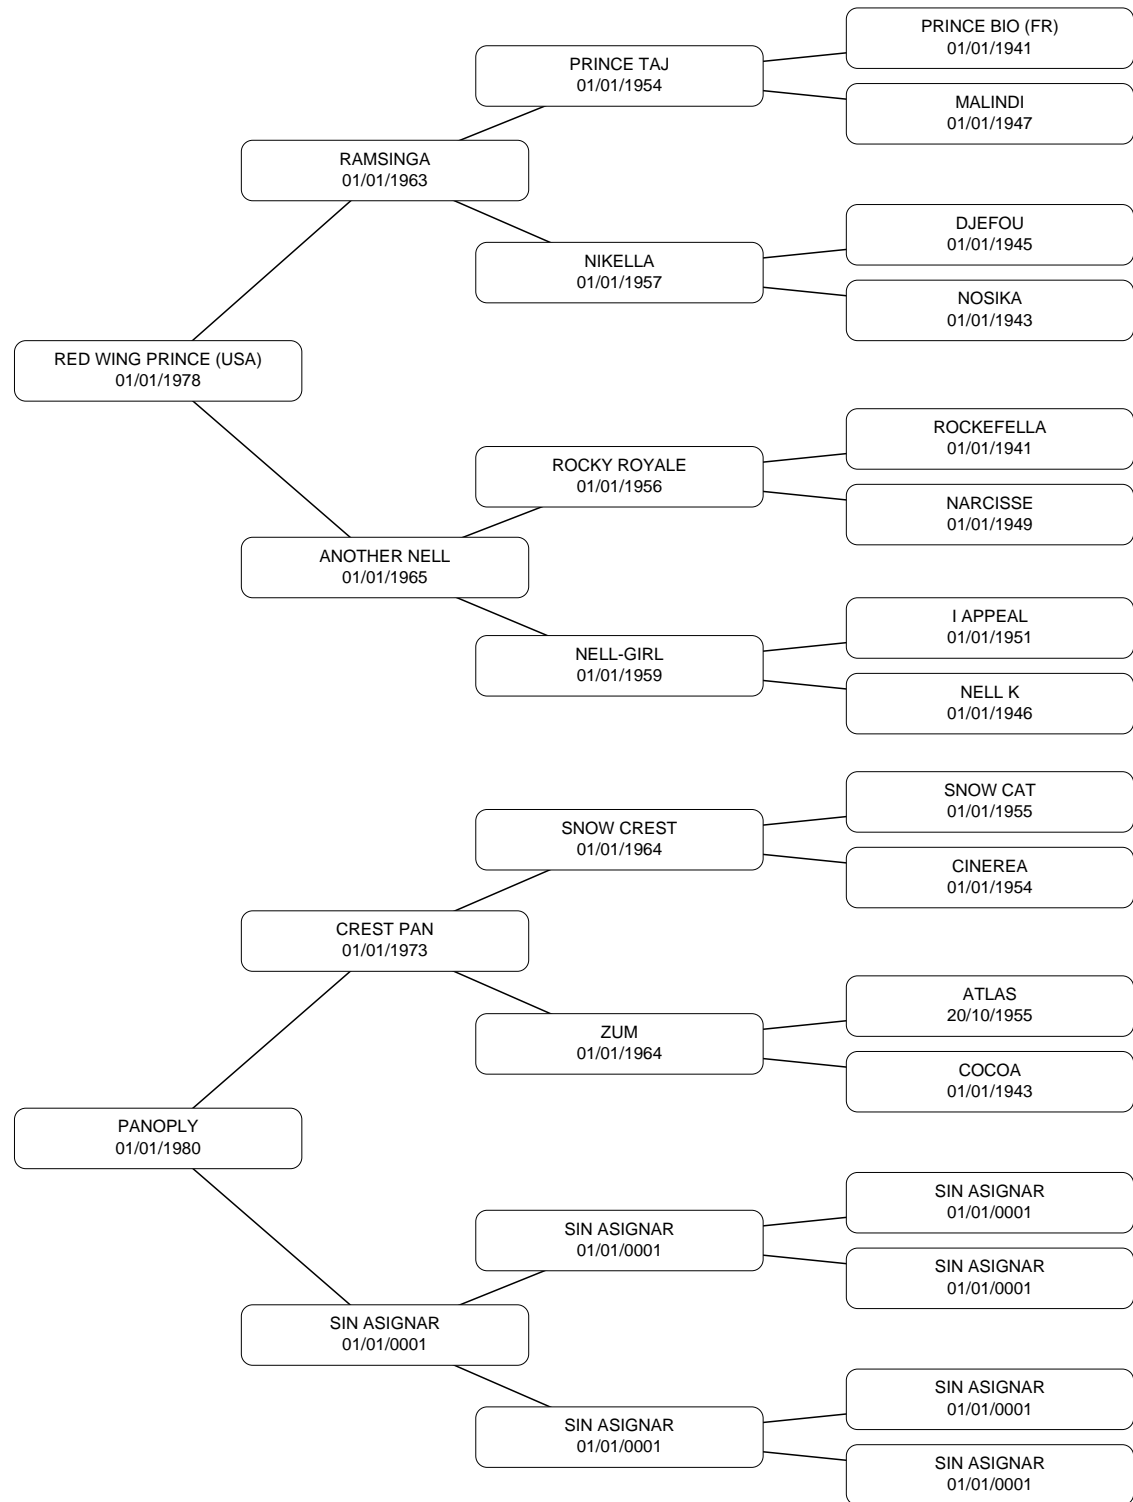 PRINCE BIO (FR)
01/01/1941
PRINCE TAJ
01/01/1954
MALINDI
01/01/1947
RAMSINGA
01/01/1963
DJEFOU
01/01/1945
NIKELLA
01/01/1957
NOSIKA
01/01/1943
RED WING PRINCE (USA)
01/01/1978
ROCKEFELLA
01/01/1941
ROCKY ROYALE
01/01/1956
NARCISSE
01/01/1949
ANOTHER NELL
01/01/1965
I APPEAL
01/01/1951
NELL-GIRL
01/01/1959
NELL K
01/01/1946
SNOW CAT
01/01/1955
SNOW CREST
01/01/1964
CINEREA
01/01/1954
CREST PAN
01/01/1973
ATLAS
20/10/1955
ZUM
01/01/1964
COCOA
01/01/1943
PANOPLY
01/01/1980
SIN ASIGNAR
01/01/0001
SIN ASIGNAR
01/01/0001
SIN ASIGNAR
01/01/0001
SIN ASIGNAR
01/01/0001
SIN ASIGNAR
01/01/0001
SIN ASIGNAR
01/01/0001
SIN ASIGNAR
01/01/0001